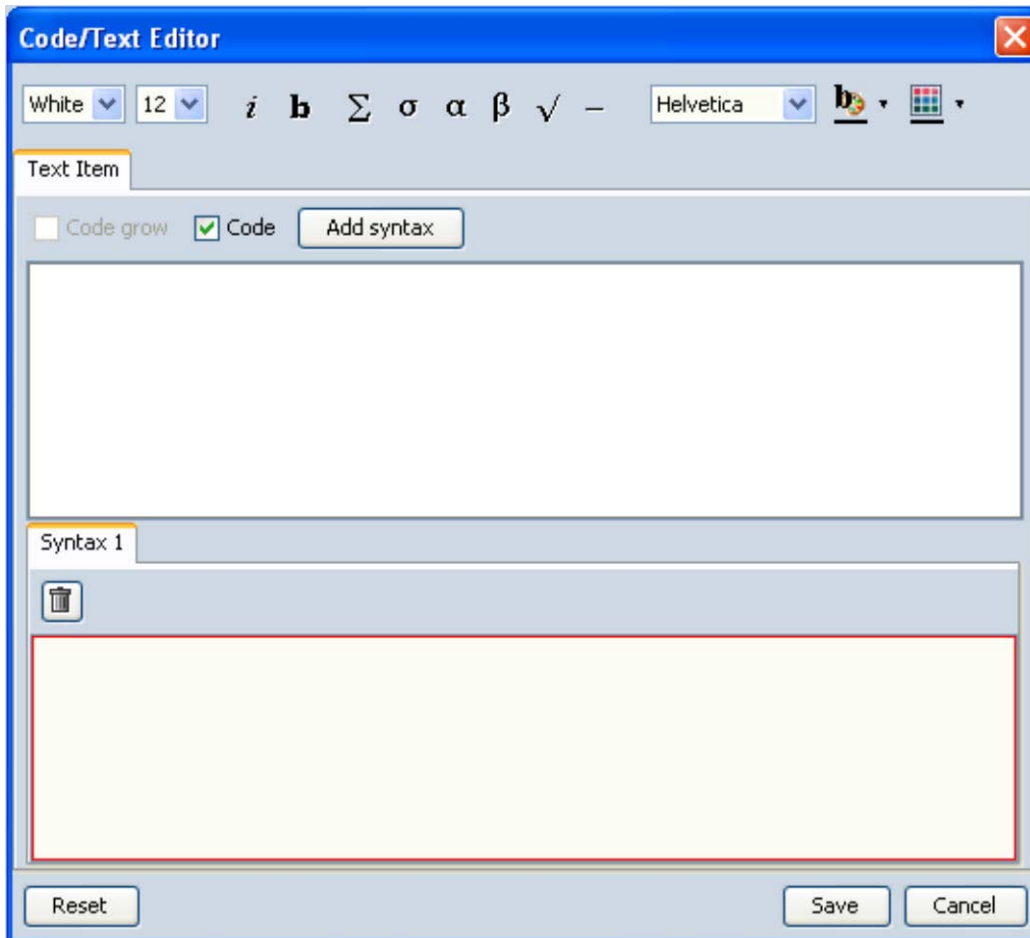 Code/Text Editor
White 12 i b Σ σ α β √ – Helvetica b
Text Item
Code grow Code Add syntax
Syntax 1
Reset Save Cancel